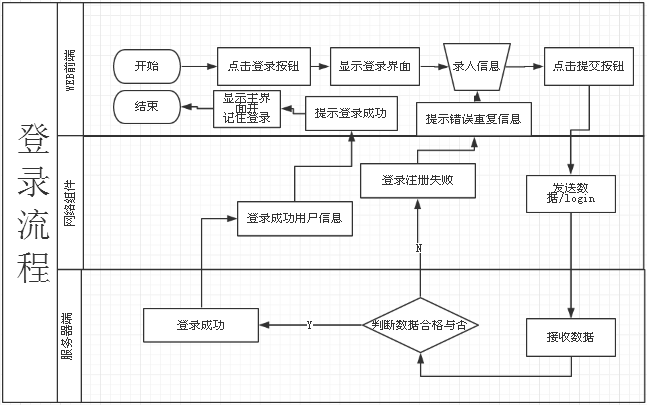 登录流程
WEB前端
开始
点击登录按钮
显示登录界面
录入信息
点击提交按钮
结束
显示主界
面开
记住登录
提示登录成功
提示错误重复信息
网络组件
登录注册失败
登录成功用户信息
发送数
据/login
N
服务器端
登录成功
Y
判断数据合格与否
接收数据